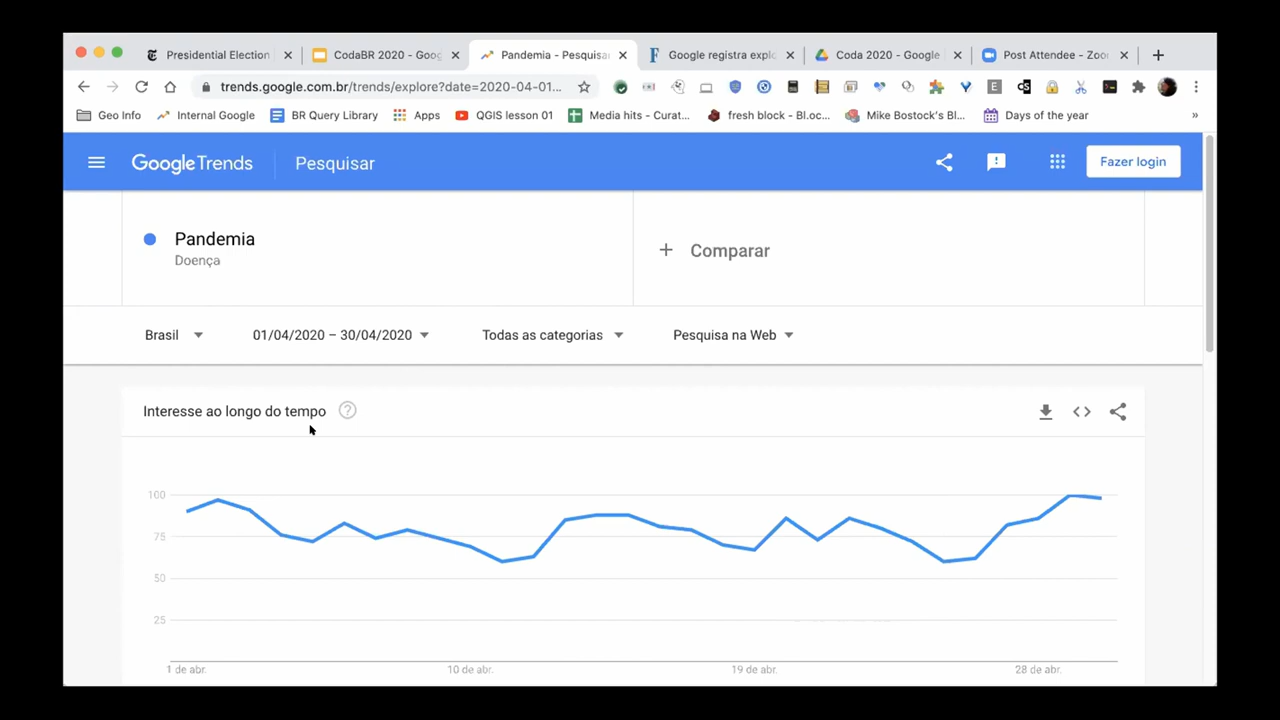 Presidential Election
CodaBR 2020 - Goog
Pandemia - Pesquisa
Google registra explo
Coda 2020 - Google
Post Attendee - Zoo
trends.google.com.br/trends/explore?date=2020-04-01...
Geo Info
Internal Google
BR Query Library
Apps
QGIS lesson 01
Media hits - Curat...
fresh block - Bl.oc...
Mike Bostock's Bl...
Days of the year
»
Google Trends
Pesquisar
Fazer login
Pandemia
Doença
+ Comparar
Brasil
01/04/2020 – 30/04/2020
Todas as categorias
Pesquisa na Web
Interesse ao longo do tempo
100
75
50
25
1 de abr.
10 de abr.
19 de abr.
28 de abr.